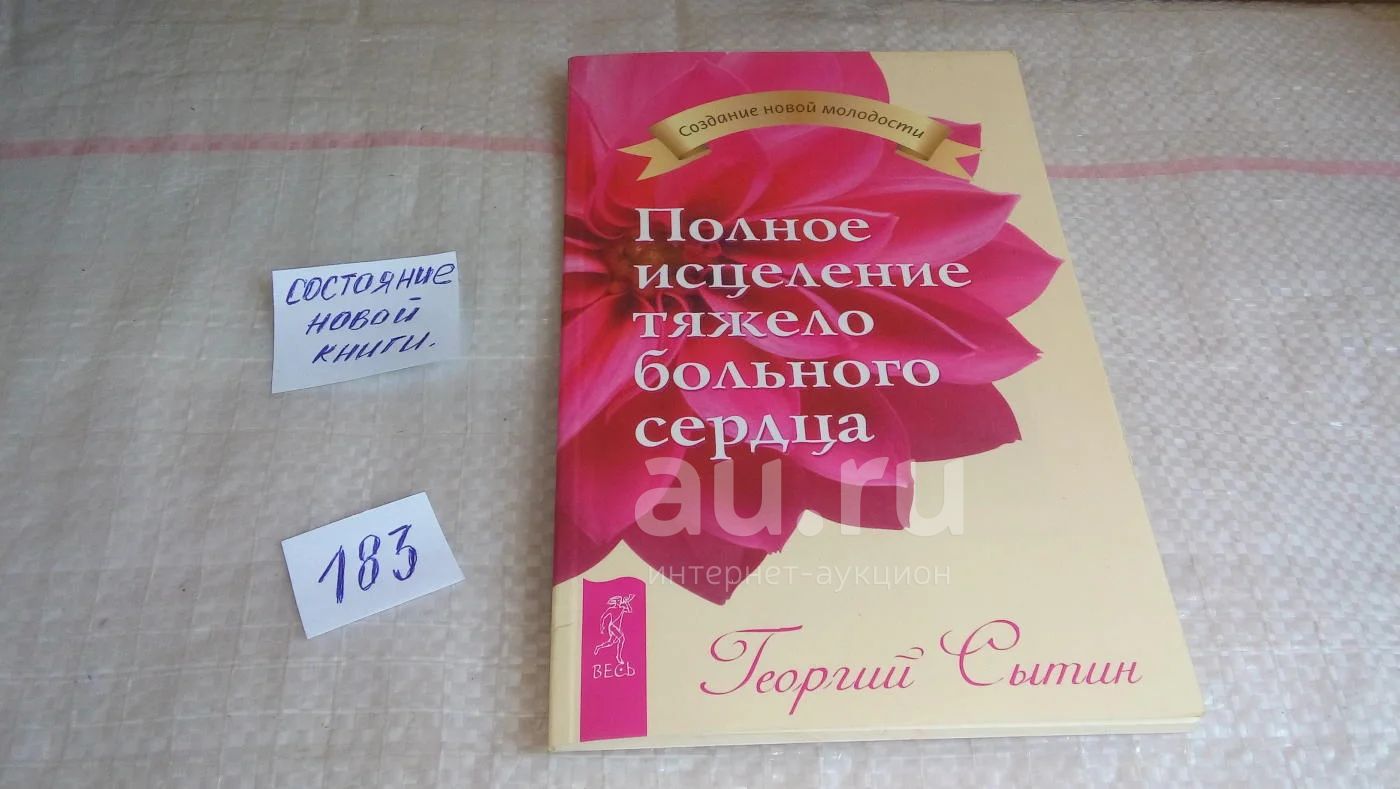 Создание новой молодости
Полное
исцеление
тяжело
больного
сердца
au.ru
интернет-аукцион
ВЕСЬ
Георгий Сытин
состояние
новой
книги.
183